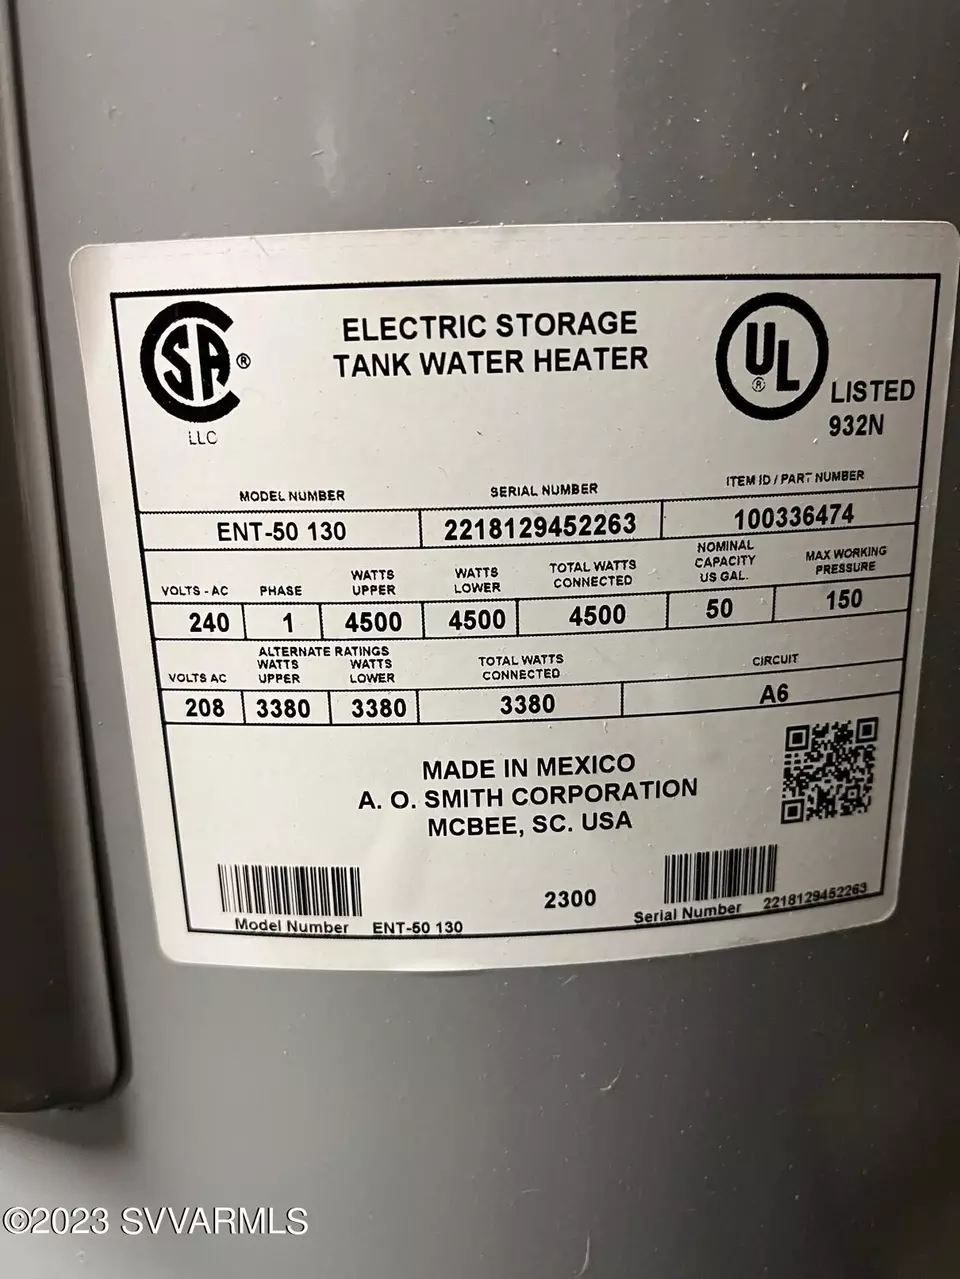 SA®
LLC
ELECTRIC STORAGE
TANK WATER HEATER
UL®
LISTED
932N
MODEL NUMBER SERIAL NUMBER ITEM ID / PART NUMBER
ENT-50 130 2218129452263 100336474
VOLTS - AC PHASE WATTS UPPER WATTS LOWER TOTAL WATTS CONNECTED NOMINAL CAPACITY US GAL. MAX WORKING PRESSURE
240 1 4500 4500 4500 50 150
ALTERNATE RATINGS
VOLTS AC WATTS UPPER WATTS LOWER TOTAL WATTS CONNECTED CIRCUIT
208 3380 3380 3380 A6
MADE IN MEXICO
A. O. SMITH CORPORATION
MCBEE, SC. USA
2300
Model Number ENT-50 130
Serial Number 2218129452263
©2023 SVVARMLS